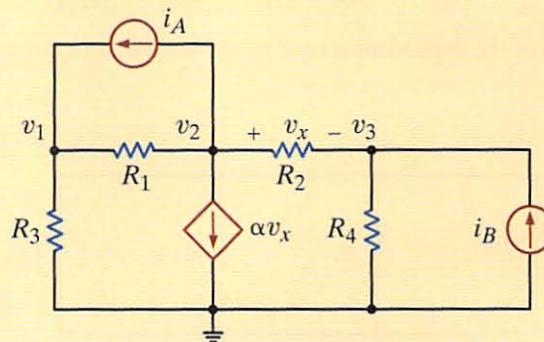 i_A
v_1
v_2
+ v_x − v_3
R_1
R_2
R_3
αv_x
R_4
i_B